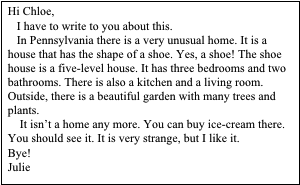 Hi Chloe,
I have to write to you about this.
In Pennsylvania there is a very unusual home. It is a
house that has the shape of a shoe. Yes, a shoe! The shoe
house is a five-level house. It has three bedrooms and two
bathrooms. There is also a kitchen and a living room.
Outside, there is a beautiful garden with many trees and
plants.
It isn't a home any more. You can buy ice-cream there.
You should see it. It is very strange, but I like it.
Bye!
Julie